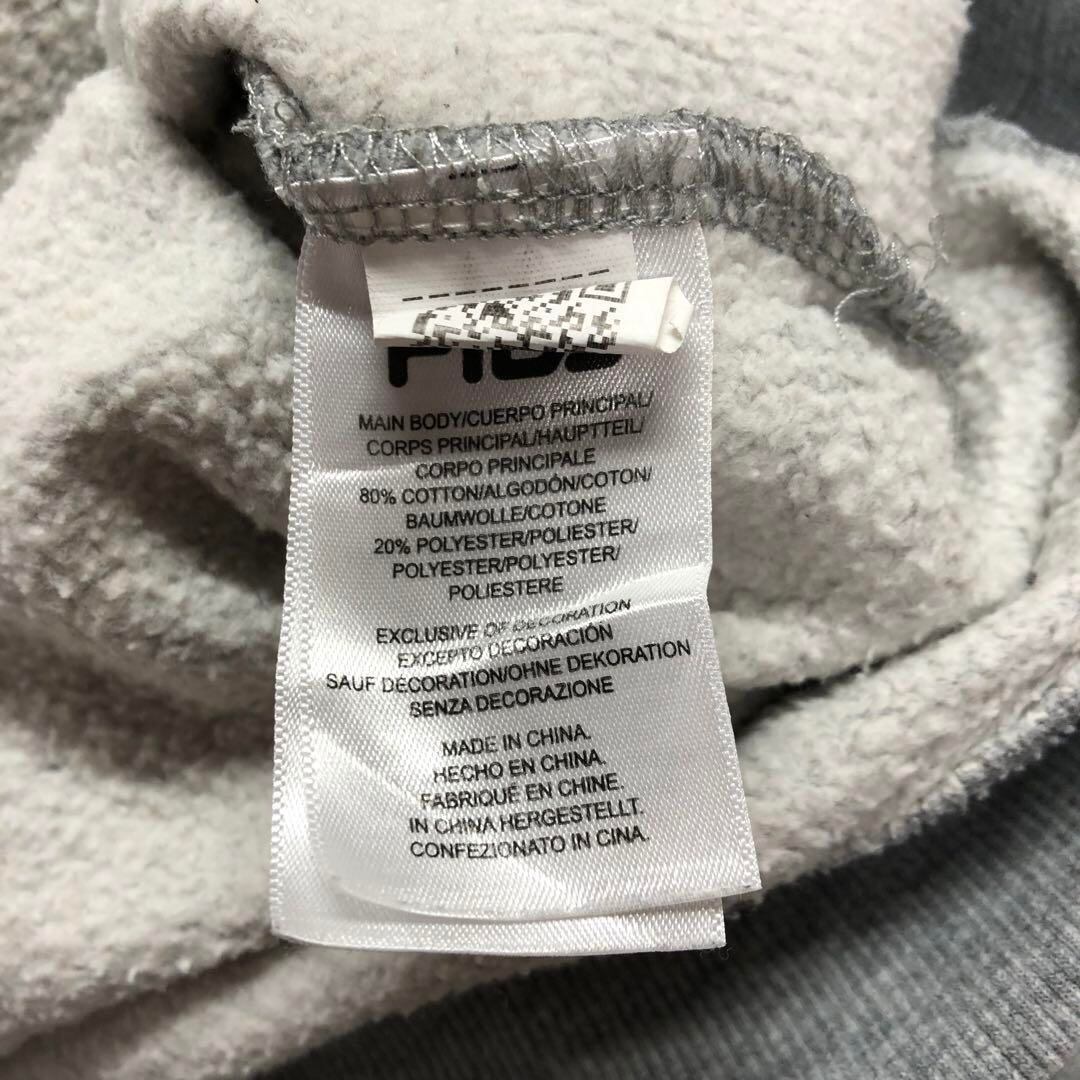 MAIN BODY/CUERPO PRINCIPAL/
CORPS PRINCIPAL/HAUPTTEIL/
CORPO PRINCIPALE
80% COTTON/ALGODÓN/COTON/
BAUMWOLLE/COTONE
20% POLYESTER/POLIESTER/
POLYESTER/POLYESTER/
POLIESTERE
EXCLUSIVE OF DECORATION
EXCEPTO DECORACIÓN
SAUF DÉCORATION/OHNE DEKORATION
SENZA DECORAZIONE
MADE IN CHINA.
HECHO EN CHINA.
FABRIQUÉ EN CHINE.
IN CHINA HERGESTELLT.
CONFEZIONATO IN CINA.